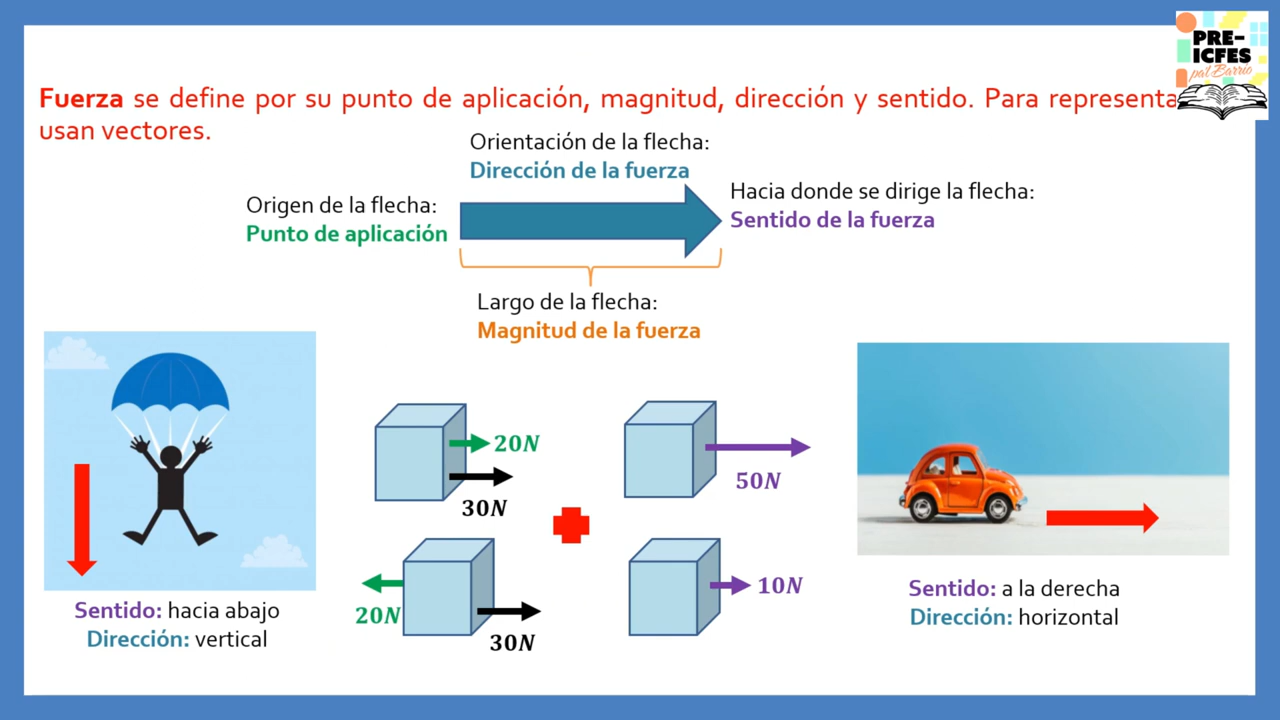 PRE-
ICFES
pa'l Barrio
Fuerza se define por su punto de aplicación, magnitud, dirección y sentido. Para
usan vectores.
Orientación de la flecha:
Dirección de la fuerza
Hacia donde se dirige la flecha:
Sentido de la fuerza
Origen de la flecha:
Punto de aplicación
Largo de la flecha:
Magnitud de la fuerza
20N
30N
50N
20N
30N
10N
Sentido: hacia abajo
Dirección: vertical
Sentido: a la derecha
Dirección: horizontal